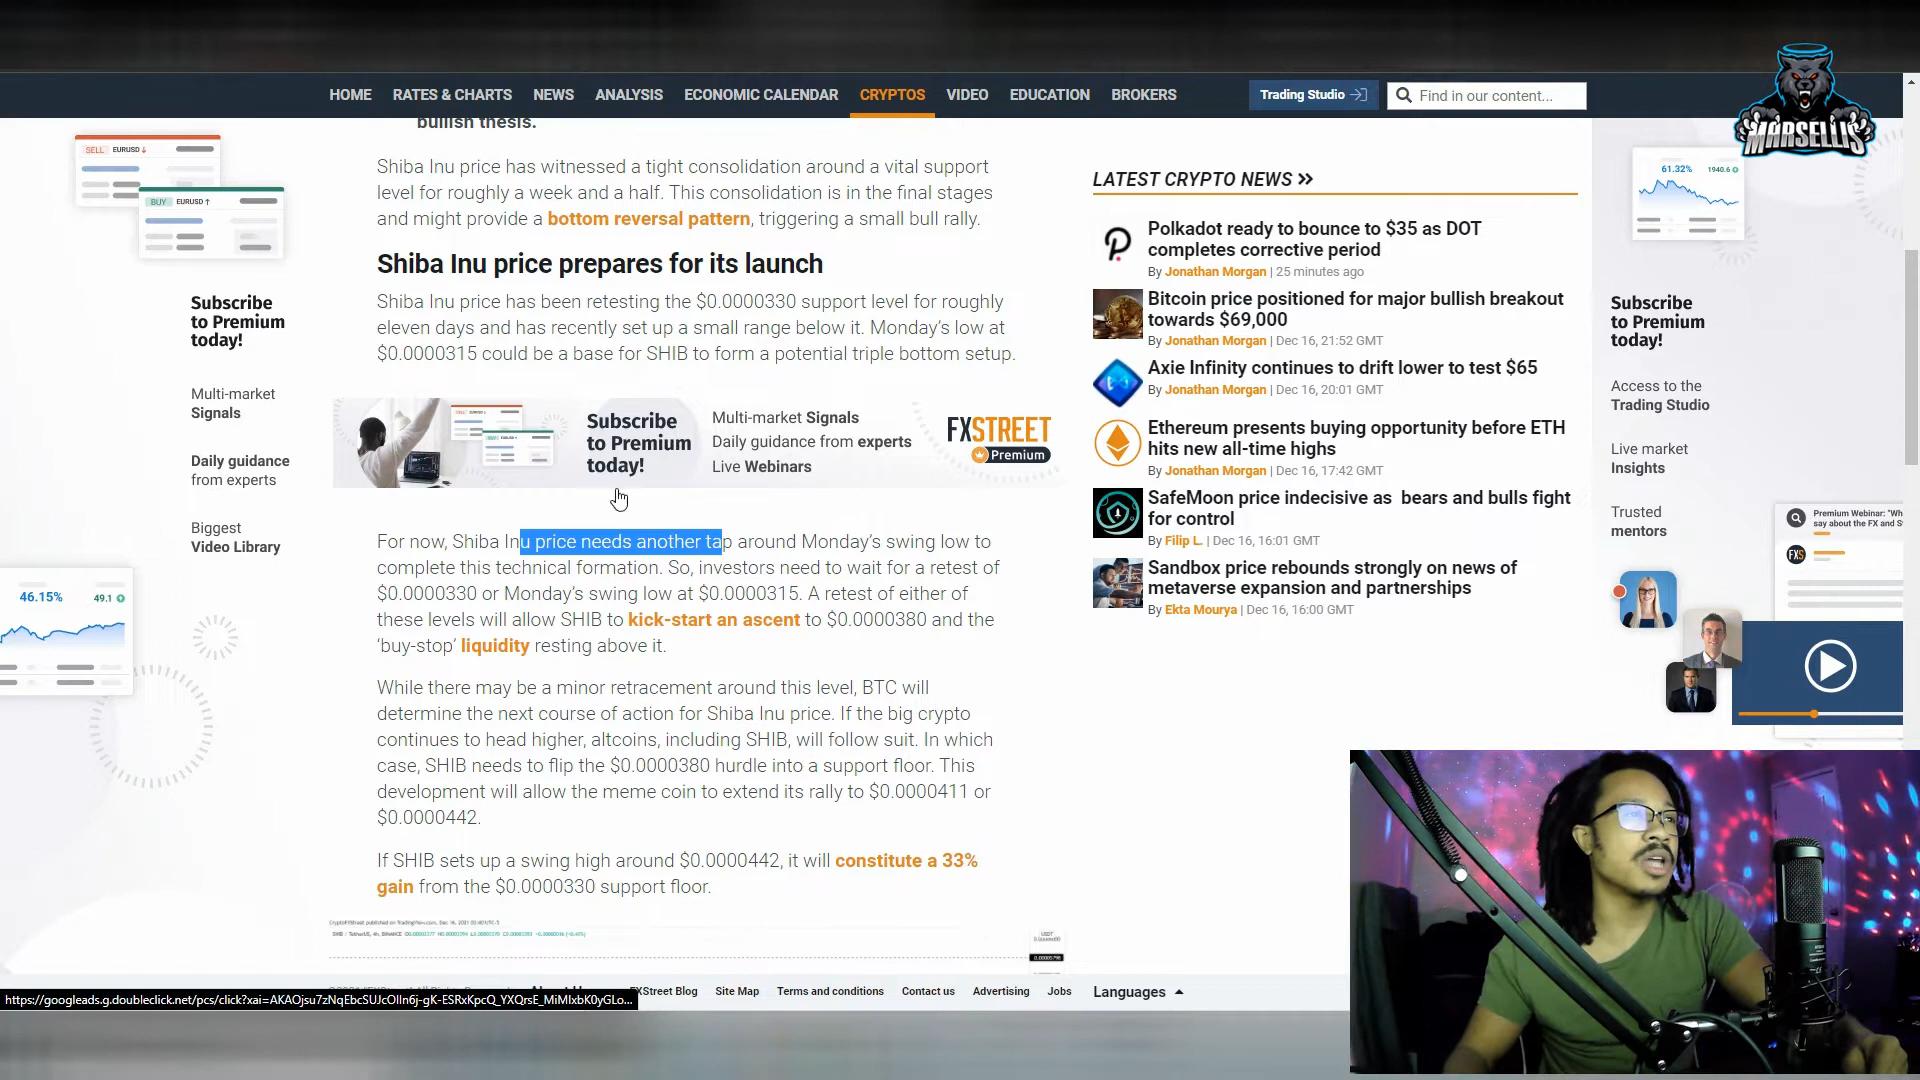 HOME RATES & CHARTS NEWS ANALYSIS ECONOMIC CALENDAR CRYPTOS VIDEO EDUCATION BROKERS Trading Studio Find in our content...
MARSELLIS
bullish thesis.
Shiba Inu price has witnessed a tight consolidation around a vital support
level for roughly a week and a half. This consolidation is in the final stages
and might provide a bottom reversal pattern, triggering a small bull rally.
Shiba Inu price prepares for its launch
Shiba Inu price has been retesting the $0.0000330 support level for roughly
eleven days and has recently set up a small range below it. Monday's low at
$0.0000315 could be a base for SHIB to form a potential triple bottom setup.
Subscribe
to Premium
today!
Multi-market Signals
Daily guidance from experts
Live Webinars
FXSTREET
Premium
For now, Shiba Inu price needs another tap around Monday's swing low to
complete this technical formation. So, investors need to wait for a retest of
$0.0000330 or Monday's swing low at $0.0000315. A retest of either of
these levels will allow SHIB to kick-start an ascent to $0.0000380 and the
'buy-stop' liquidity resting above it.
While there may be a minor retracement around this level, BTC will
determine the next course of action for Shiba Inu price. If the big crypto
continues to head higher, altcoins, including SHIB, will follow suit. In which
case, SHIB needs to flip the $0.0000380 hurdle into a support floor. This
development will allow the meme coin to extend its rally to $0.0000411 or
$0.0000442.
If SHIB sets up a swing high around $0.0000442, it will constitute a 33%
gain from the $0.0000330 support floor.
LATEST CRYPTO NEWS »
Polkadot ready to bounce to $35 as DOT
completes corrective period
By Jonathan Morgan | 25 minutes ago
Bitcoin price positioned for major bullish breakout
towards $69,000
By Jonathan Morgan | Dec 16, 21:52 GMT
Axie Infinity continues to drift lower to test $65
By Jonathan Morgan | Dec 16, 20:01 GMT
Ethereum presents buying opportunity before ETH
hits new all-time highs
By Jonathan Morgan | Dec 16, 17:42 GMT
SafeMoon price indecisive as bears and bulls fight
for control
By Filip L. | Dec 16, 16:01 GMT
Sandbox price rebounds strongly on news of
metaverse expansion and partnerships
By Ekta Mourya | Dec 16, 16:00 GMT
SELL EURUSD
BUY EURUSD
Subscribe
to Premium
today!
Multi-market
Signals
Daily guidance
from experts
Biggest
Video Library
46.15% 49.1
61.32% 1940.6
Subscribe
to Premium
today!
Access to the
Trading Studio
Live market
Insights
Trusted
mentors
Premium Webinar: "Wh
say about the FX and S
FXS
FXStreet Blog Site Map Terms and conditions Contact us Advertising Jobs Languages